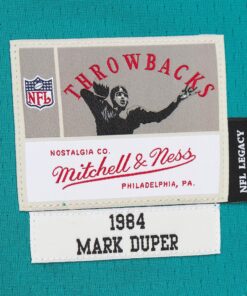 THROWBACKS
NFL
NOSTALGIA CO.
Mitchell & Ness
PHILADELPHIA, PA.
NFL LEGACY
1984
MARK DUPER